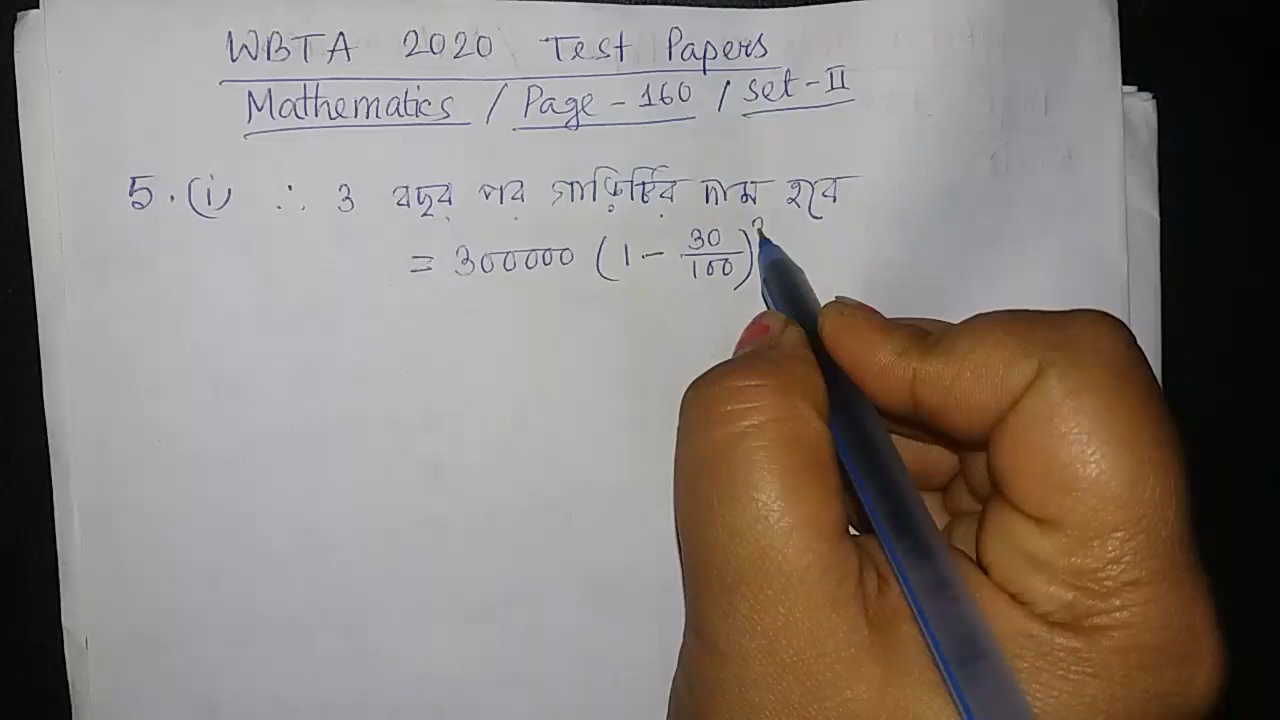 WBTA 2020 Test Papers
Mathematics / Page - 160 / Set - II
5. (i) ∴ 3 বছর পর গাড়িটির দাম হবে
= 300000 (1 - 30/100)